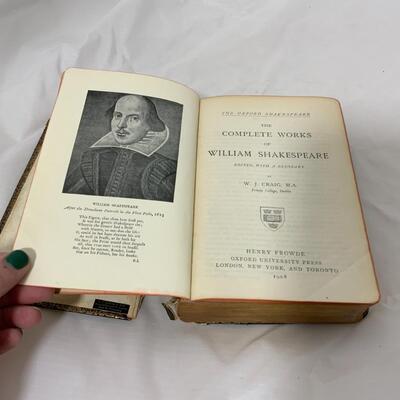 WILLIAM SHAKESPEARE
After the Droeshout Portrait in the First Folio, 1623
This Figure, that thou here seest put,
It was for gentle Shakespeare cut;
Wherein the Graver had a strife
With Nature, to out-doo the life:
O, could he but have drawn his wit
As well in brasse, as he hath hit
His face; the Print would then surpasse
All, that was ever writ in brasse.
But, since he cannot, Reader, looke
Not on his Picture, but his Booke.
B.I.
THE OXFORD SHAKESPEARE
THE
COMPLETE WORKS
OF
WILLIAM SHAKESPEARE
EDITED, WITH A GLOSSARY
BY
W. J. CRAIG, M.A.
Trinity College, Dublin
HENRY FROWDE
OXFORD UNIVERSITY PRESS
LONDON, NEW YORK, AND TORONTO